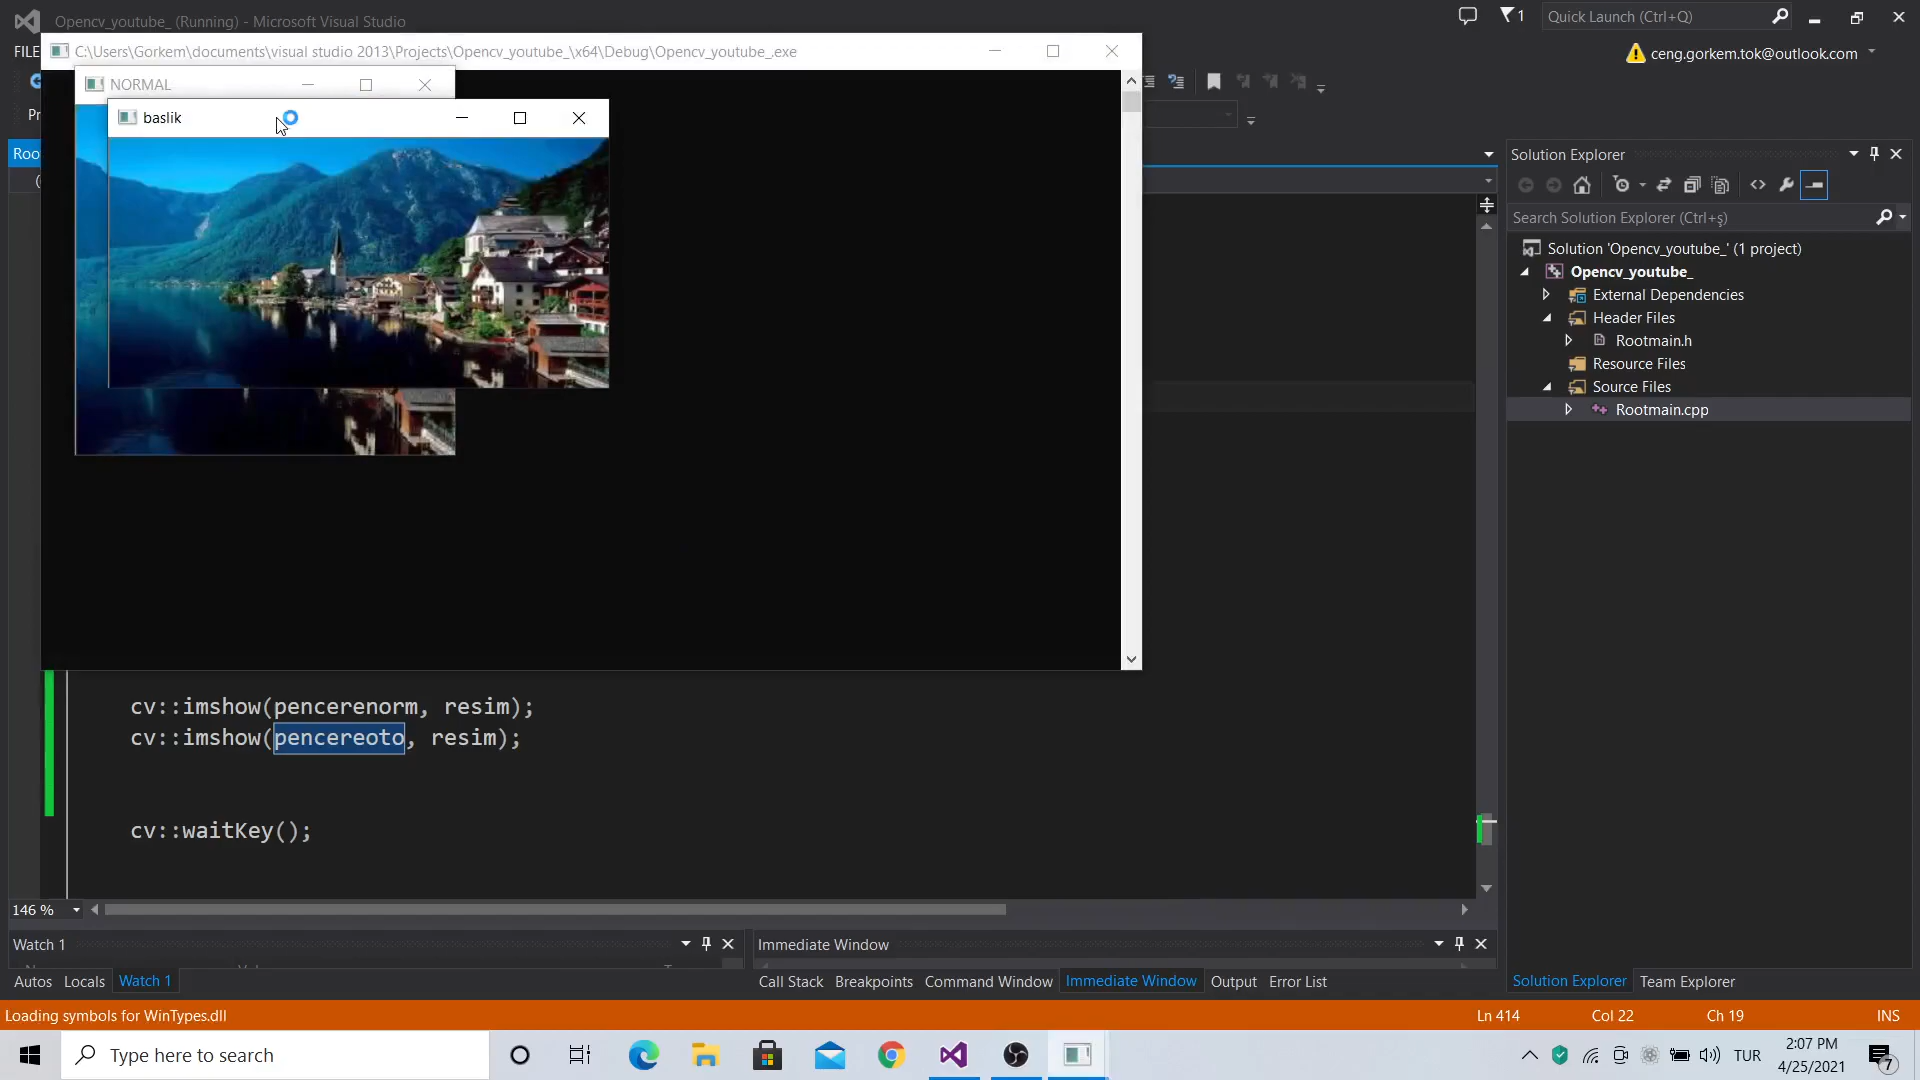 Opencv_youtube_ (Running) - Microsoft Visual Studio
1
Quick Launch (Ctrl+Q)
FILE
C:\Users\Gorkem\documents\visual studio 2013\Projects\Opencv_youtube_\x64\Debug\Opencv_youtube_.exe
ceng.gorkem.tok@outlook.com
NORMAL
baslik
Solution Explorer
Search Solution Explorer (Ctrl+ş)
Solution 'Opencv_youtube_' (1 project)
Opencv_youtube_
External Dependencies
Header Files
Rootmain.h
Resource Files
Source Files
Rootmain.cpp
cv::imshow(pencerenorm, resim);
cv::imshow(pencereoto, resim);
cv::waitKey();
146 %
Watch 1
Immediate Window
Autos Locals Watch 1
Call Stack Breakpoints Command Window Immediate Window Output Error List
Solution Explorer Team Explorer
Loading symbols for WinTypes.dll
Ln 414 Col 22 Ch 19 INS
Type here to search
TUR
2:07 PM
4/25/2021
7